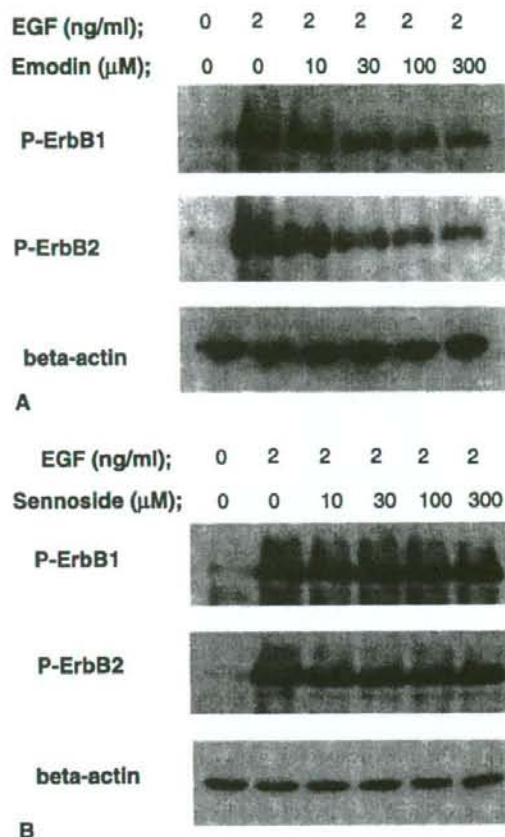 EGF (ng/ml); 0 2 2 2 2 2
Emodin (μM); 0 0 10 30 100 300
P-ErbB1
P-ErbB2
beta-actin
A
EGF (ng/ml); 0 2 2 2 2 2
Sennoside (μM); 0 0 10 30 100 300
P-ErbB1
P-ErbB2
beta-actin
B